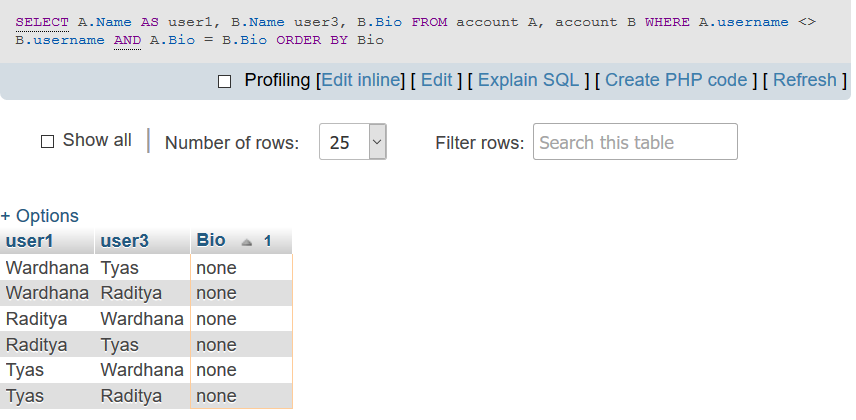 SELECT A.Name AS user1, B.Name user3, B.Bio FROM account A, account B WHERE A.username <>
B.username AND A.Bio = B.Bio ORDER BY Bio
Profiling [Edit inline] [ Edit ] [ Explain SQL ] [ Create PHP code ] [ Refresh ]
Show all Number of rows: 25 Filter rows: Search this table
+ Options
user1 user3 Bio 1
Wardhana Tyas none
Wardhana Raditya none
Raditya Wardhana none
Raditya Tyas none
Tyas Wardhana none
Tyas Raditya none